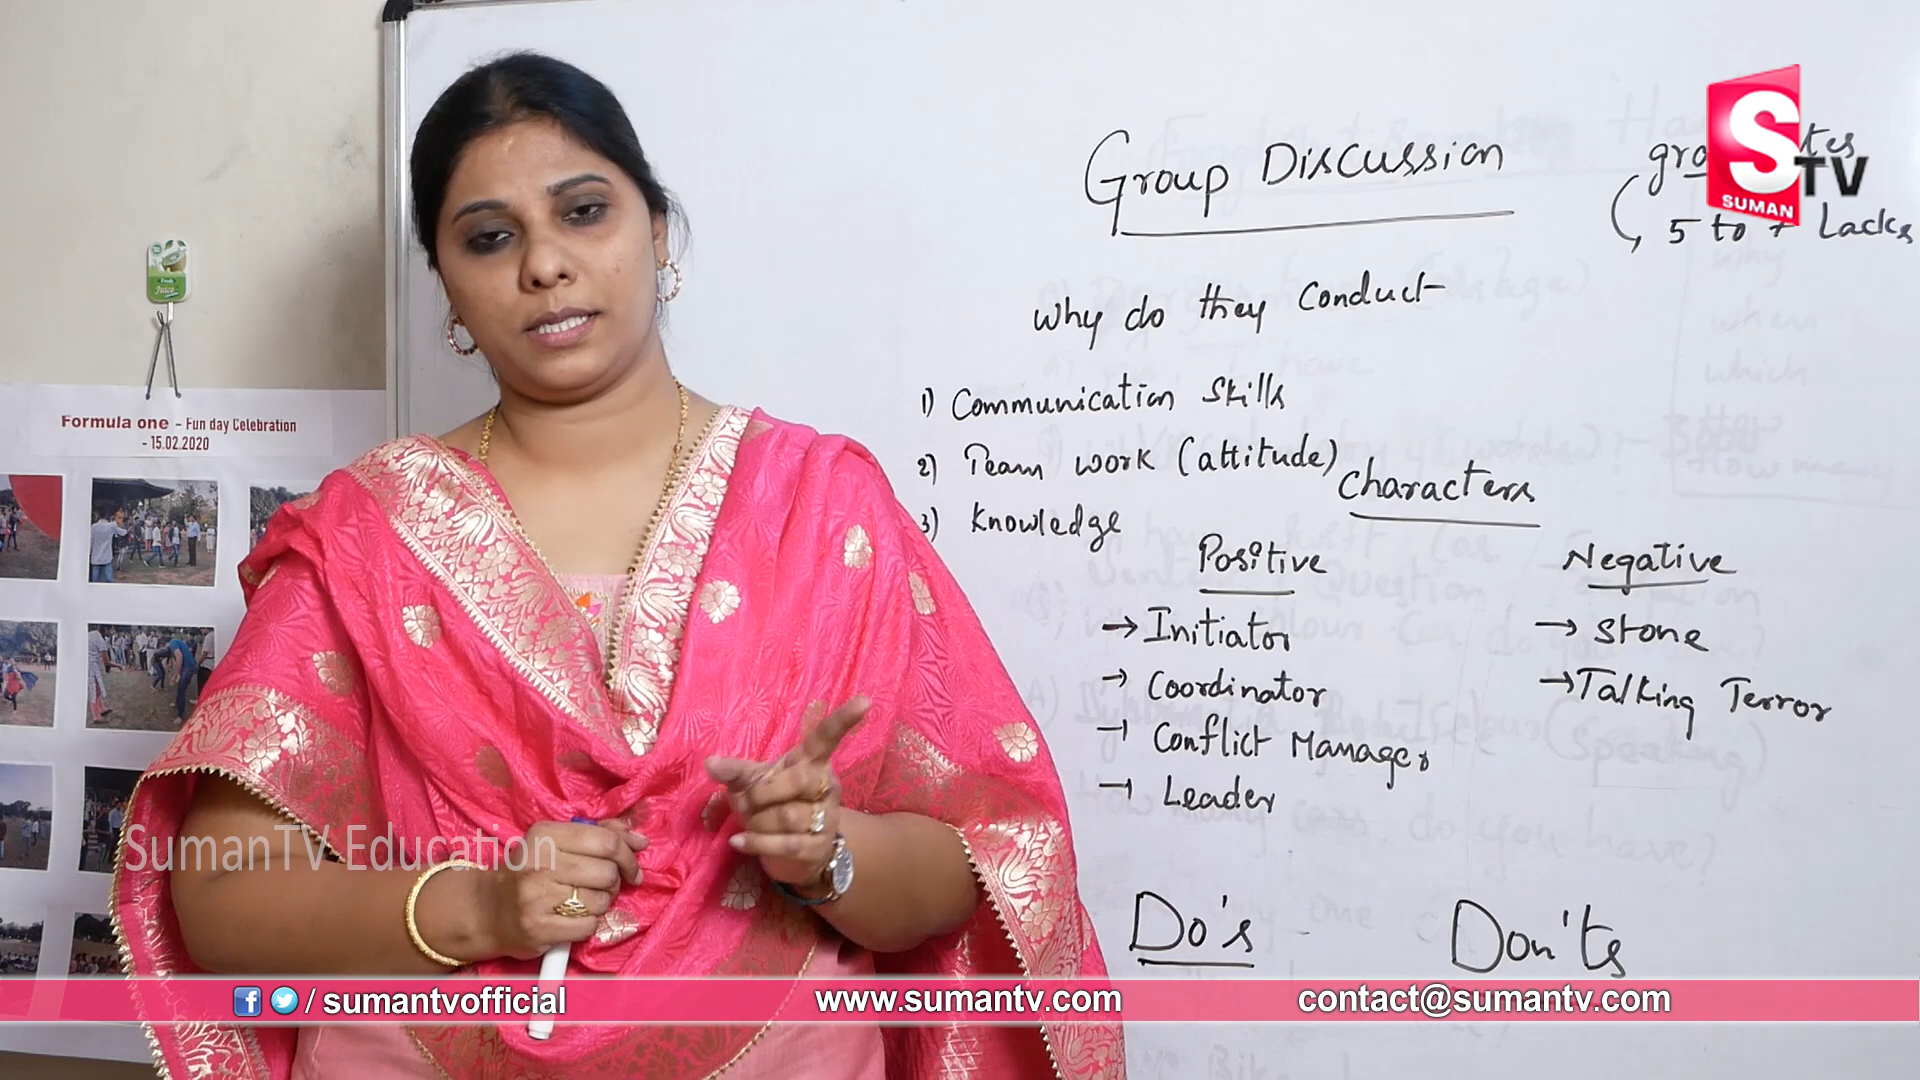 Group Discussion
5 to 7 Lacks
S
TV
SUMAN
Why do they Conduct
1) Communication Skills
2) Team work (attitude)
3) Knowledge
Characters
Positive
→ Initiator
→ Coordinator
→ Conflict Manager
→ Leader
Negative
→ Stone
→ Talking Terror
Do's
Don'ts
Formula one - Fun day Celebration
- 15.02.2020
SumanTV Education
/ sumantvofficial
www.sumantv.com
contact@sumantv.com